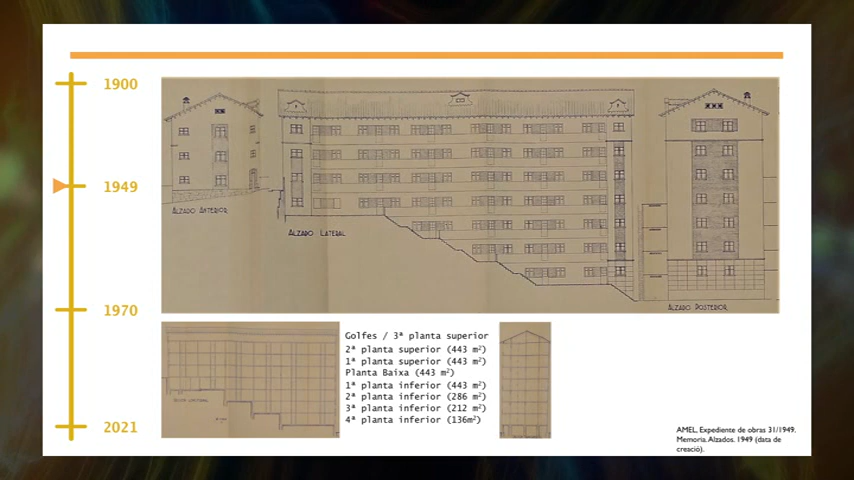 1900
1949
1970
2021
ALZADO ANTERIOR
ALZADO LATERAL
ALZADO POSTERIOR
Golfes / 3ª planta superior
2ª planta superior (443 m²)
1ª planta superior (443 m²)
Planta Baixa (443 m²)
1ª planta inferior (443 m²)
2ª planta inferior (286 m²)
3ª planta inferior (212 m²)
4ª planta inferior (136m²)
AMEL, Expediente de obras 31/1949.
Memoria. Alzados. 1949 (data de
creació).